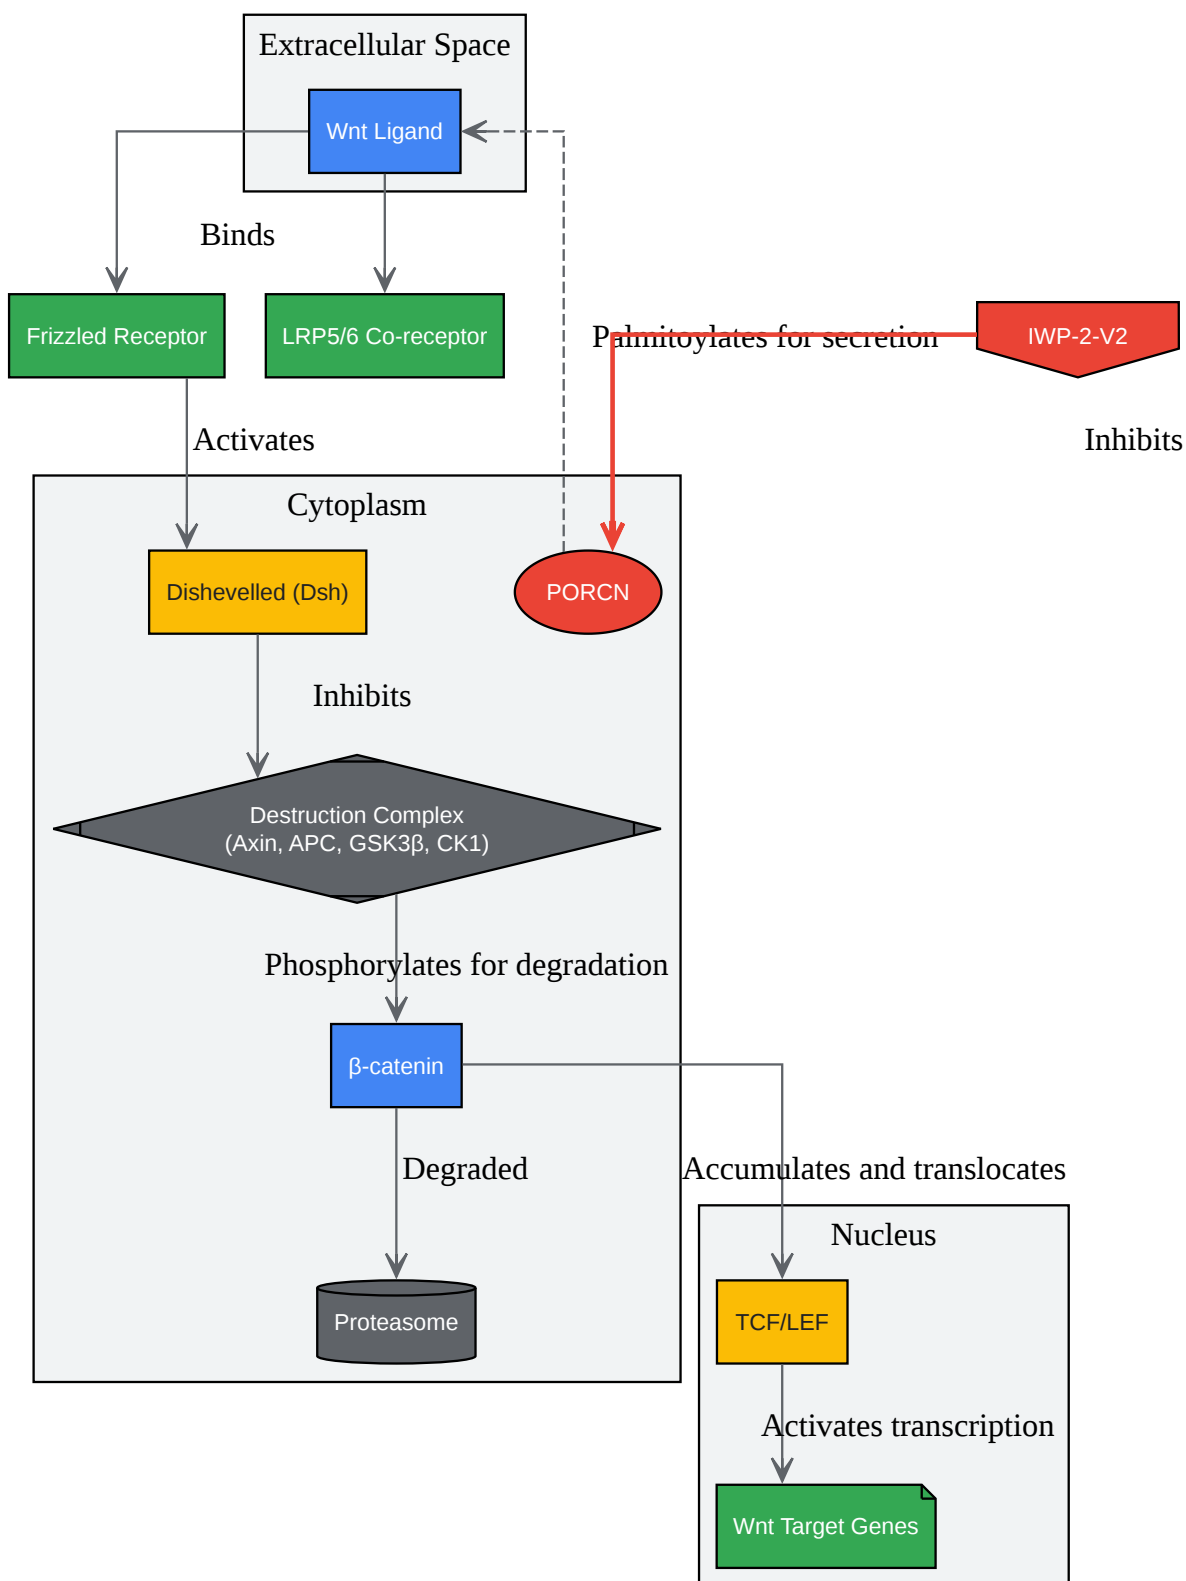 Extracellular Space
Wnt Ligand
Binds
Frizzled Receptor
LRP5/6 Co-receptor
Palmitoylates for secretion
IWP-2-V2
Activates
Inhibits
Cytoplasm
Dishevelled (Dsh)
PORCN
Inhibits
Destruction Complex
(Axin, APC, GSK3β, CK1)
Phosphorylates for degradation
β-catenin
Degraded
Accumulates and translocates
Nucleus
Proteasome
TCF/LEF
Activates transcription
Wnt Target Genes